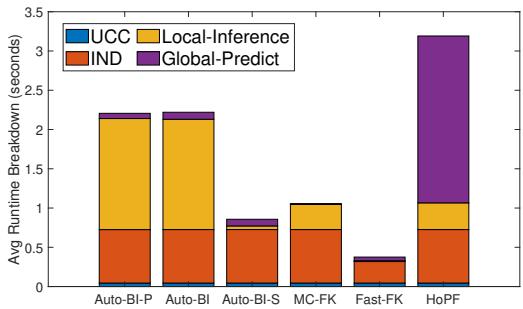 Avg Runtime Breakdown (seconds)
3.5
3
2.5
2
1.5
1
0.5
0
UCC Local-Inference
IND Global-Predict
Auto-BI-P Auto-BI Auto-BI-S MC-FK Fast-FK HoPF